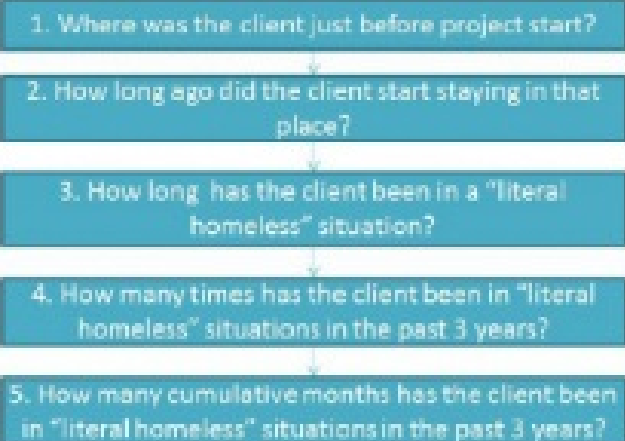 1. Where was the client just before project start?
2. How long ago did the client start staying in that
place?
3. How long has the client been in a "literal
homeless" situation?
4. How many times has the client been in "literal
homeless" situations in the past 3 years?
5. How many cumulative months has the client been
in "literal homeless" situations in the past 3 years?